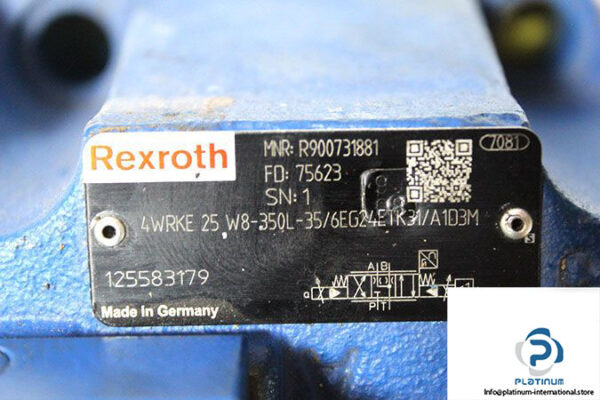 Rexroth
MNR: R900731881
7081
FD: 75623
SN: 1
4WRKE 25 W8-350L-35/6EG24ETK31/A1D3M
125583179
A B
a
P T
S
Made in Germany
PLATINUM
info@platinum-international.store